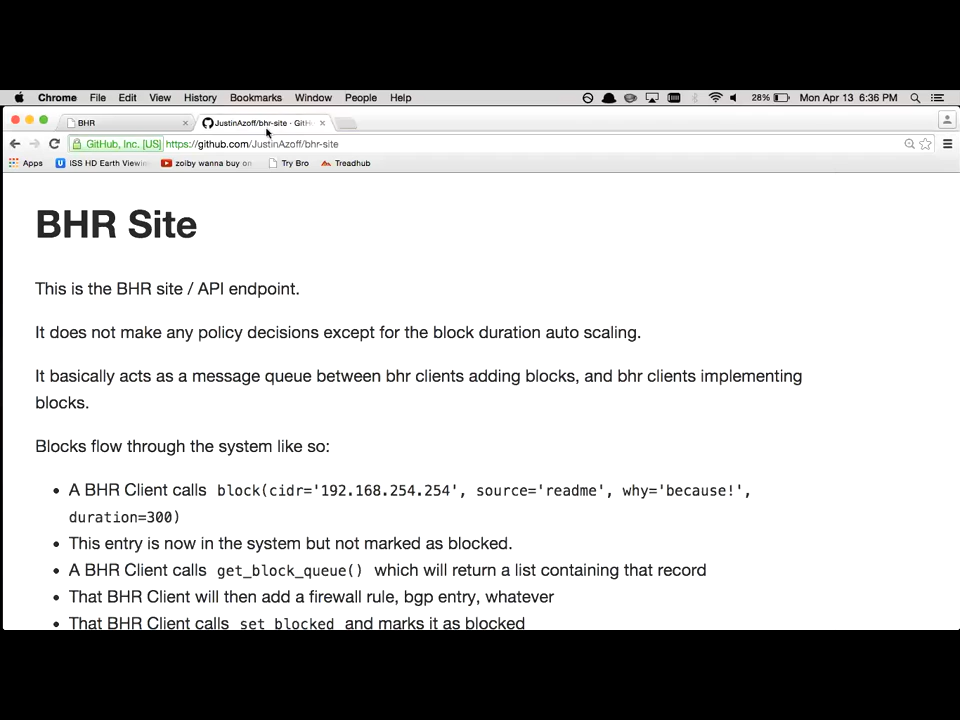 Chrome File Edit View History Bookmarks Window People Help 28% Mon Apr 13 6:36 PM
BHR JustinAzoff/bhr-site · GitH
GitHub, Inc. [US] https://github.com/JustinAzoff/bhr-site
Apps ISS HD Earth Viewin zoiby wanna buy on Try Bro Treadhub
BHR Site
This is the BHR site / API endpoint.
It does not make any policy decisions except for the block duration auto scaling.
It basically acts as a message queue between bhr clients adding blocks, and bhr clients implementing
blocks.
Blocks flow through the system like so:
• A BHR Client calls block(cidr='192.168.254.254', source='readme', why='because!',
duration=300)
• This entry is now in the system but not marked as blocked.
• A BHR Client calls get_block_queue() which will return a list containing that record
• That BHR Client will then add a firewall rule, bgp entry, whatever
• That BHR Client calls set_blocked and marks it as blocked